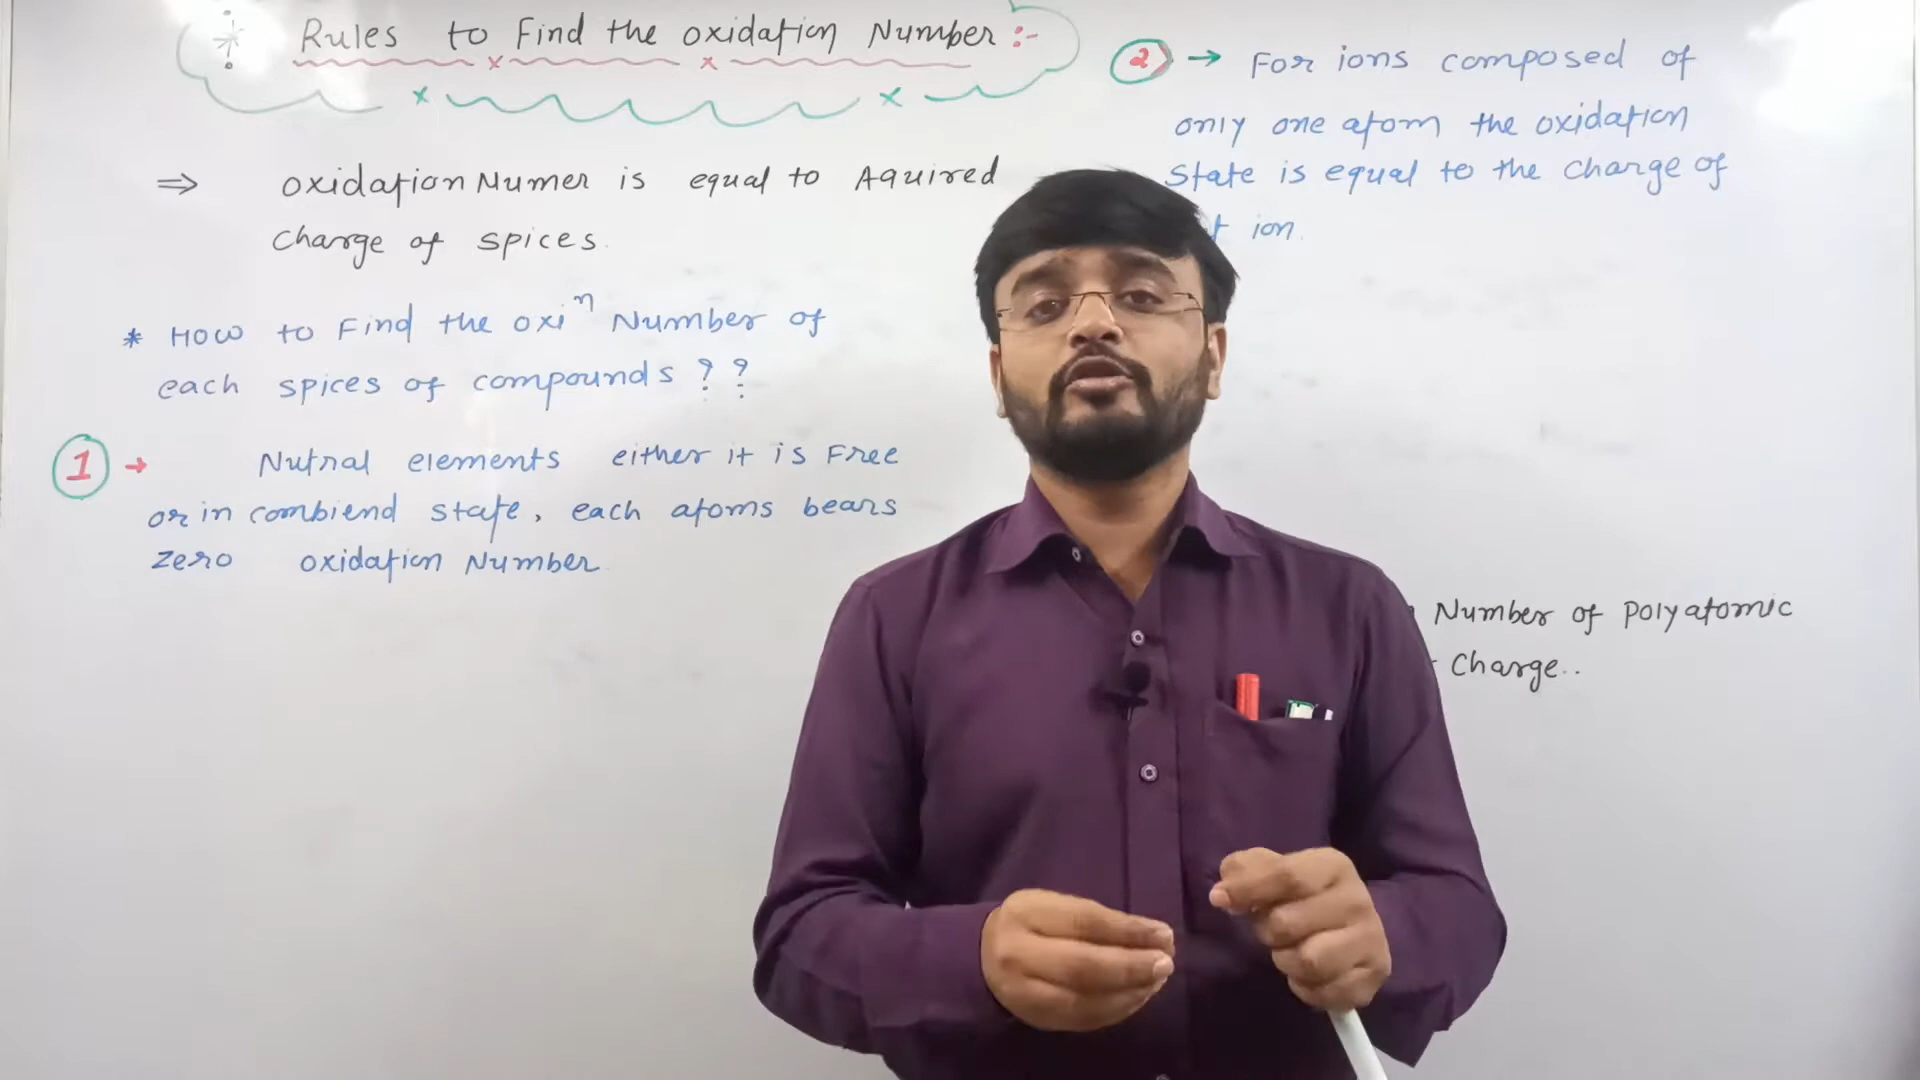 * Rules to Find the oxidation Number :-
⇒ oxidation Numer is equal to Aquired
Charge of spices.
* How to Find the oxiⁿ Number of
each spices of compounds ? ?
1 → Nutral elements either it is Free
or in combiend state, each atoms bears
zero oxidation Number
2 → For ions composed of
only one atom the oxidation
State is equal to the charge of
ion.
Number of Polyatomic
Charge..